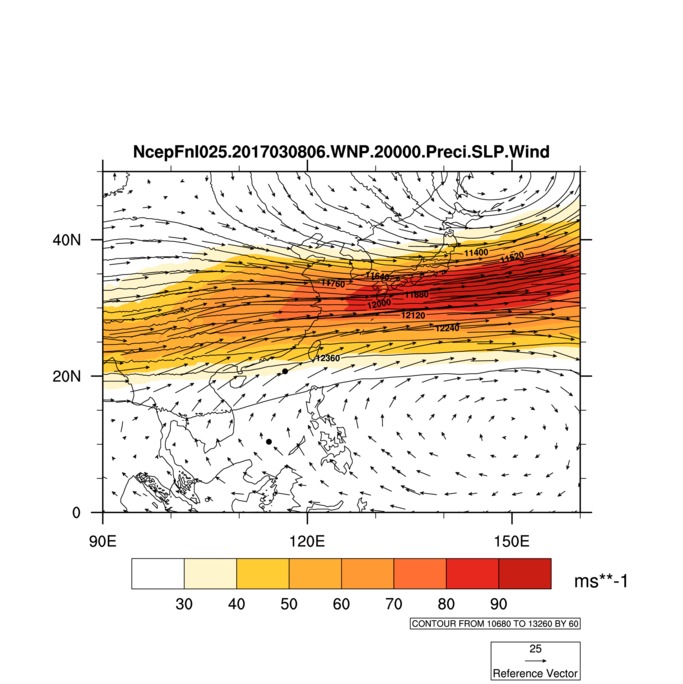 NcepFnl025.2017030806.WNP.20000.Preci.SLP.Wind
40N
11400
11520
11640
11760
11880
12000
12120
12240
12360
20N
0
90E 120E 150E
ms**-1
30 40 50 60 70 80 90
CONTOUR FROM 10680 TO 13260 BY 60
25
Reference Vector